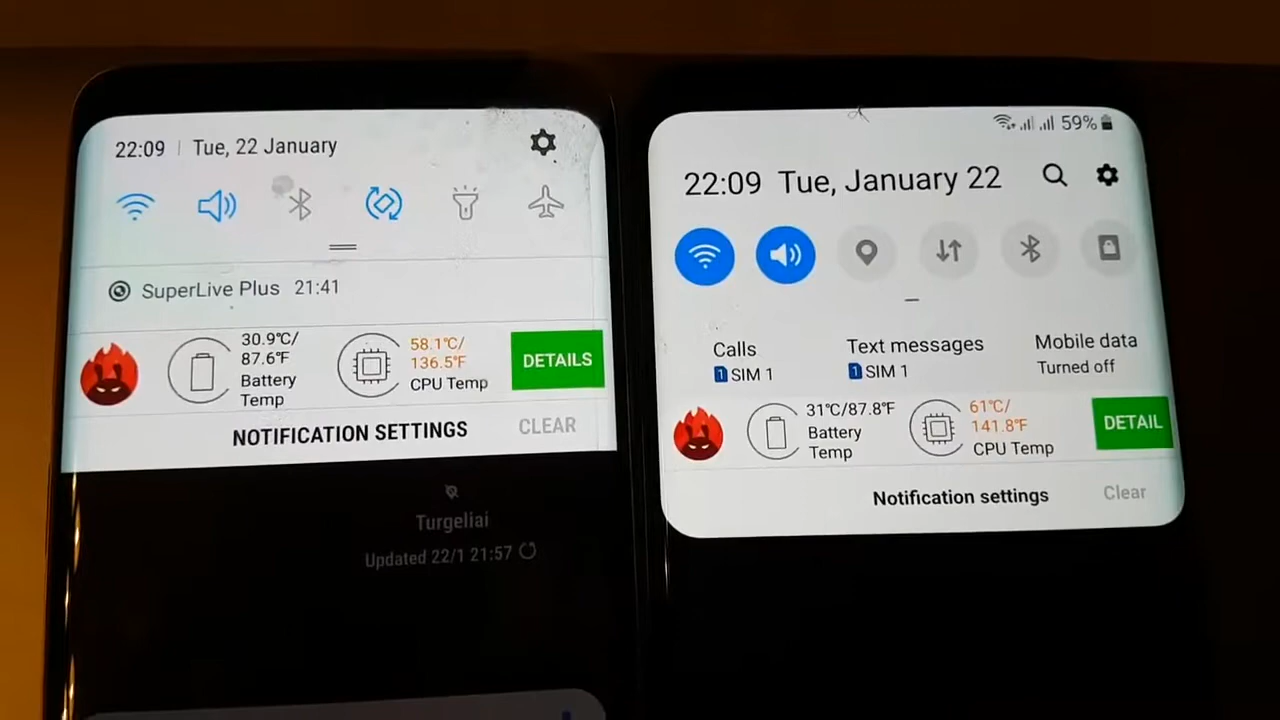 22:09 | Tue, 22 January
SuperLive Plus 21:41
30.9°C/
87.6°F
Battery
Temp
58.1°C/
136.5°F
CPU Temp
DETAILS
NOTIFICATION SETTINGS
CLEAR
Turgeliai
Updated 22/1 21:57
59%
22:09 Tue, January 22
Calls
1 SIM 1
Text messages
1 SIM 1
Mobile data
Turned off
31°C/87.8°F
Battery
Temp
61°C/
141.8°F
CPU Temp
DETAIL
Notification settings
Clear